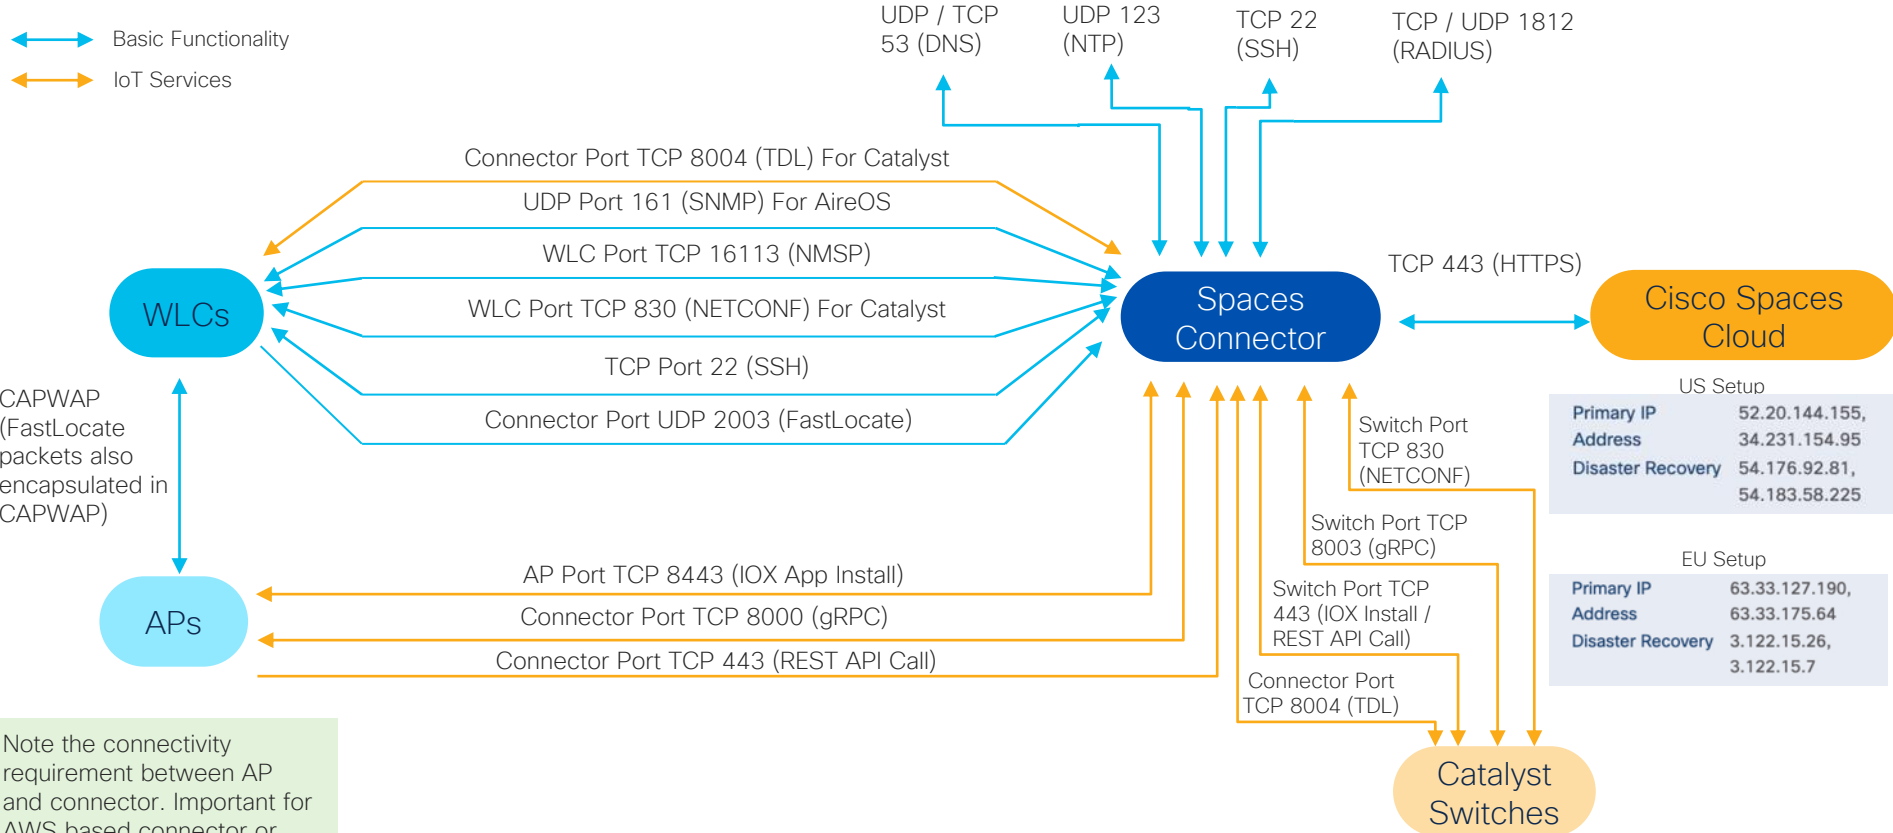 Basic Functionality
IoT Services
UDP / TCP
53 (DNS)
UDP 123
(NTP)
TCP 22
(SSH)
TCP / UDP 1812
(RADIUS)
Connector Port TCP 8004 (TDL) For Catalyst
UDP Port 161 (SNMP) For AireOS
WLC Port TCP 16113 (NMSP)
WLC Port TCP 830 (NETCONF) For Catalyst
TCP Port 22 (SSH)
Connector Port UDP 2003 (FastLocate)
WLCs
Spaces
Connector
TCP 443 (HTTPS)
Cisco Spaces
Cloud
CAPWAP
(FastLocate
packets also
encapsulated in
CAPWAP)
APs
AP Port TCP 8443 (IOX App Install)
Connector Port TCP 8000 (gRPC)
Connector Port TCP 443 (REST API Call)
Switch Port
TCP 830
(NETCONF)
Switch Port TCP
8003 (gRPC)
Switch Port TCP
443 (IOX Install /
REST API Call)
Connector Port
TCP 8004 (TDL)
Catalyst
Switches
US Setup
Primary IP 52.20.144.155,
Address 34.231.154.95
Disaster Recovery 54.176.92.81,
54.183.58.225
EU Setup
Primary IP 63.33.127.190,
Address 63.33.175.64
Disaster Recovery 3.122.15.26,
3.122.15.7
Note the connectivity
requirement between AP
and connector. Important for
AWS based connector or